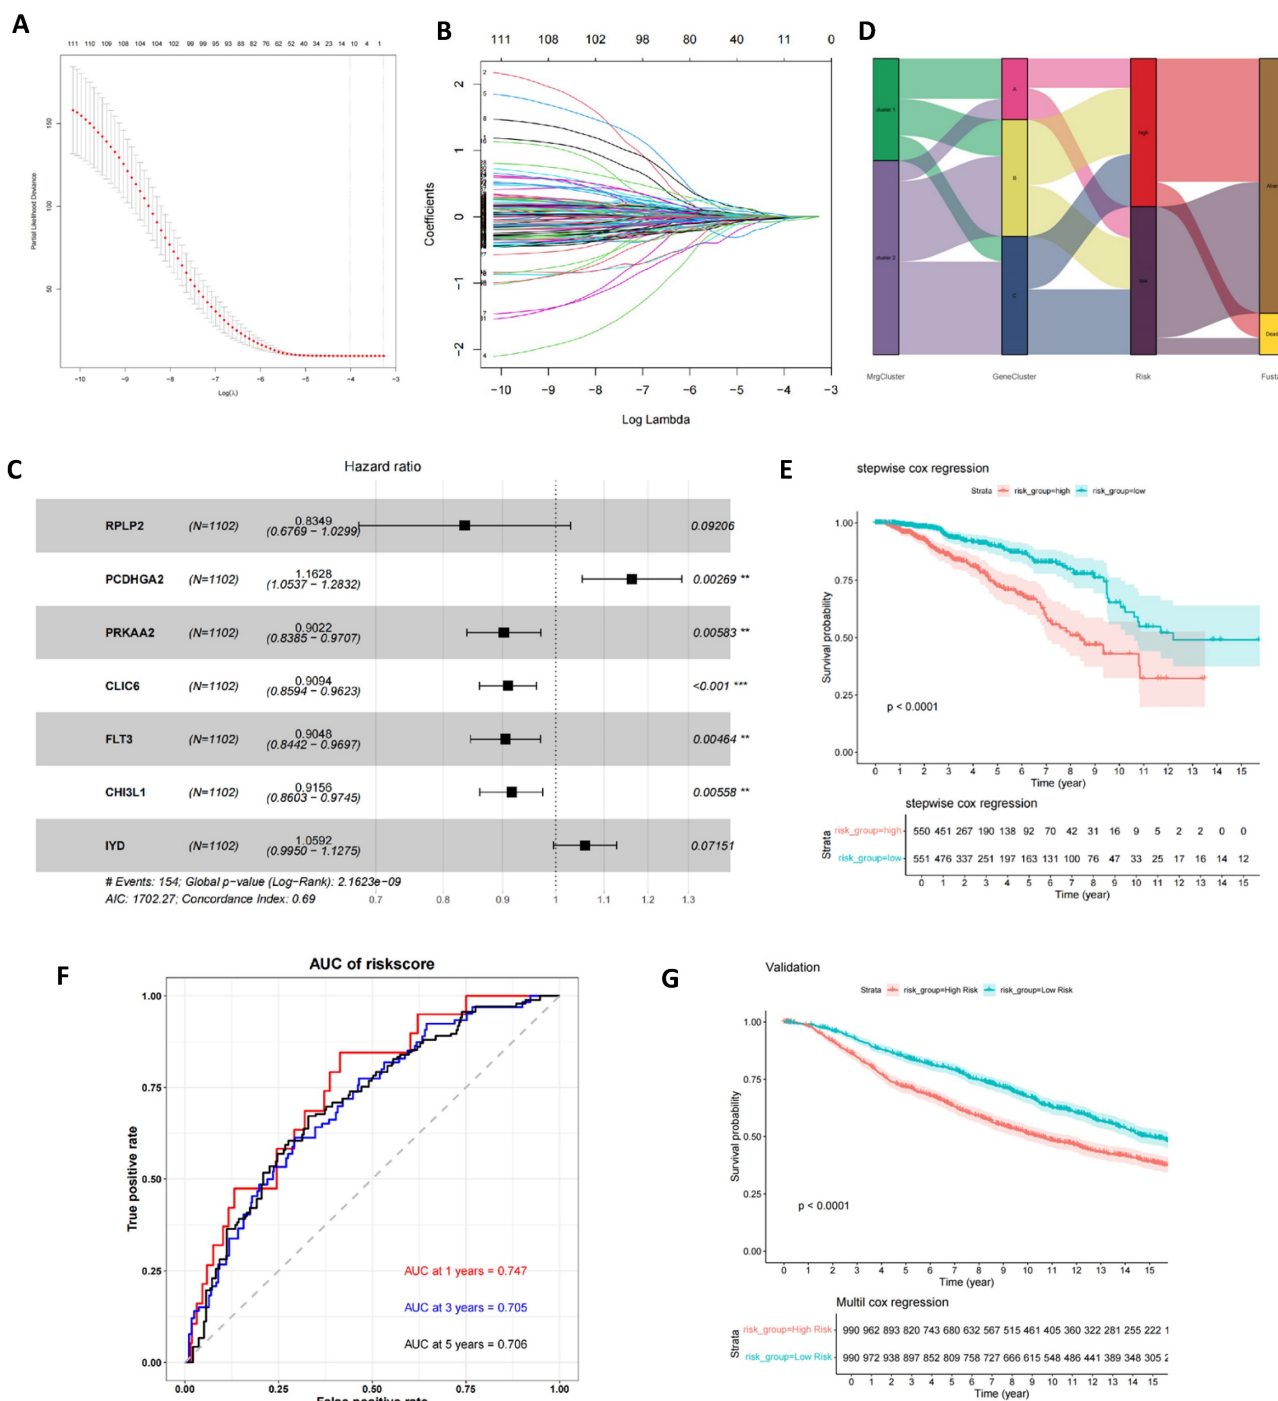 A
111 110 109 108 104 104 102 99 99 95 93 88 82 76 62 52 40 34 23 14 10 4 1
Partial Likelihood Deviance
150
100
50
−10 −9 −8 −7 −6 −5 −4 −3
Log(λ)
B
111 108 102 98 80 40 11 0
Coefficients
2
1
0
−1
−2
−10 −9 −8 −7 −6 −5 −4 −3
Log Lambda
D
cluster 1
cluster 2
A
B
C
high
low
Alive
Dead
MrgCluster GeneCluster Risk Fusta
C
Hazard ratio
RPLP2 (N=1102) 0.8349 (0.6769 − 1.0299) 0.09206
PCDHGA2 (N=1102) 1.1628 (1.0537 − 1.2832) 0.00269 **
PRKAA2 (N=1102) 0.9022 (0.8385 − 0.9707) 0.00583 **
CLIC6 (N=1102) 0.9094 (0.8594 − 0.9623) <0.001 ***
FLT3 (N=1102) 0.9048 (0.8442 − 0.9697) 0.00464 **
CHI3L1 (N=1102) 0.9156 (0.8603 − 0.9745) 0.00558 **
IYD (N=1102) 1.0592 (0.9950 − 1.1275) 0.07151
# Events: 154; Global p−value (Log−Rank): 2.1623e−09
AIC: 1702.27; Concordance Index: 0.69
0.7 0.8 0.9 1 1.1 1.2 1.3
E
stepwise cox regression
Strata risk_group=high risk_group=low
Survival probability
1.00
0.75
0.50
0.25
0.00
p < 0.0001
0 1 2 3 4 5 6 7 8 9 10 11 12 13 14 15
Time (year)
stepwise cox regression
Strata
risk_group=high 550 451 267 190 138 92 70 42 31 16 9 5 2 2 0 0
risk_group=low 551 476 337 251 197 163 131 100 76 47 33 25 17 16 14 12
0 1 2 3 4 5 6 7 8 9 10 11 12 13 14 15
Time (year)
F
AUC of riskscore
True positive rate
1.00
0.75
0.50
0.25
0.00
AUC at 1 years = 0.747
AUC at 3 years = 0.705
AUC at 5 years = 0.706
0.00 0.25 0.50 0.75 1.00
False positive rate
G
Validation
Strata risk_group=High Risk risk_group=Low Risk
Survival probability
1.00
0.75
0.50
0.25
0.00
p < 0.0001
0 1 2 3 4 5 6 7 8 9 10 11 12 13 14 15
Time (year)
Multil cox regression
Strata
risk_group=High Risk 990 962 893 820 743 680 632 567 515 461 405 360 322 281 255 222 1
risk_group=Low Risk 990 972 938 897 852 809 758 727 666 615 548 486 441 389 348 305 2
0 1 2 3 4 5 6 7 8 9 10 11 12 13 14 15
Time (year)